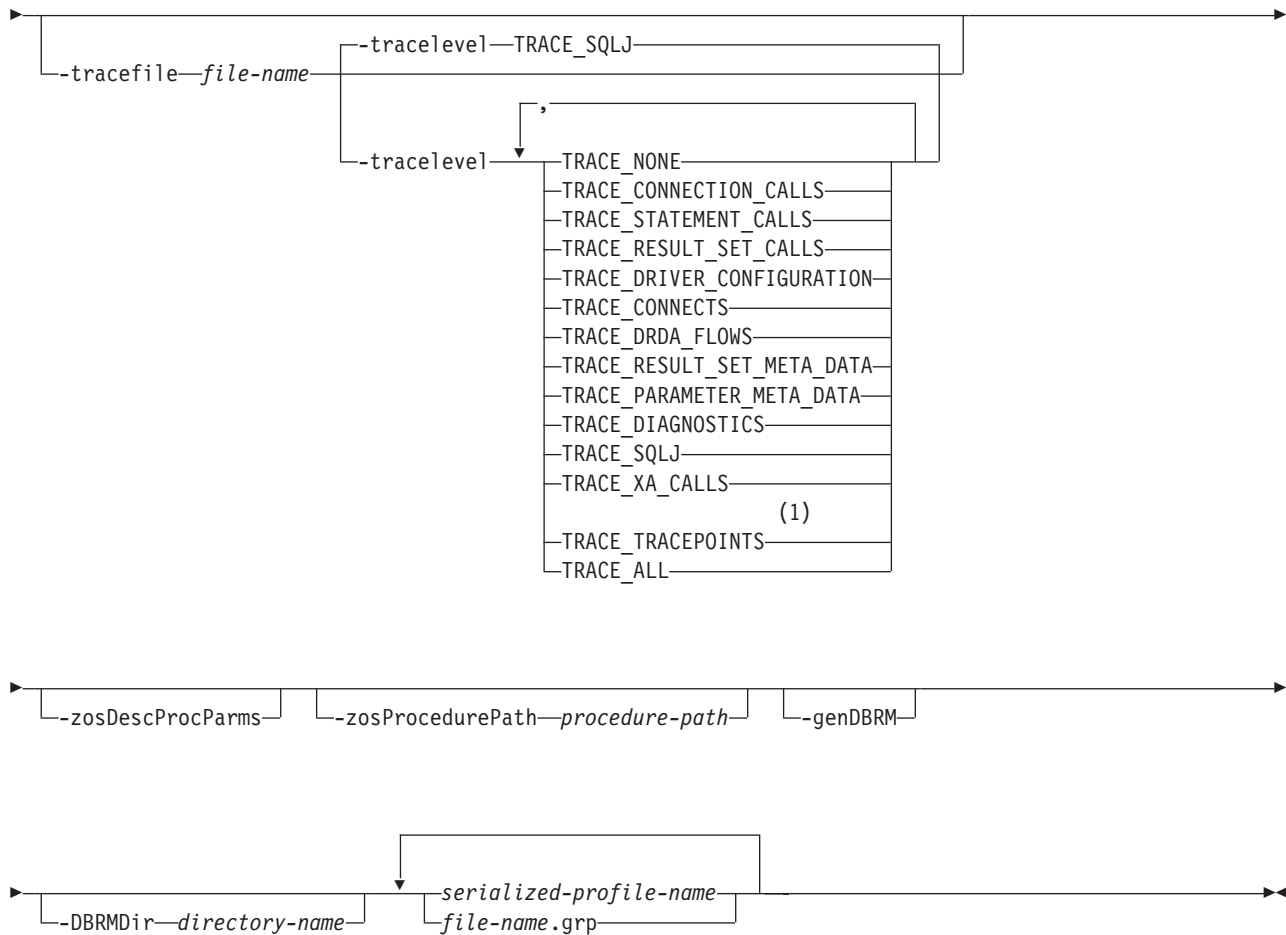 -tracelevel TRACE_SQLJ
-tracefile file-name
,
-tracelevel TRACE_NONE
TRACE_CONNECTION_CALLS
TRACE_STATEMENT_CALLS
TRACE_RESULT_SET_CALLS
TRACE_DRIVER_CONFIGURATION
TRACE_CONNECTS
TRACE_DRDA_FLOWS
TRACE_RESULT_SET_META_DATA
TRACE_PARAMETER_META_DATA
TRACE_DIAGNOSTICS
TRACE_SQLJ
TRACE_XA_CALLS
(1)
TRACE_TRACEPOINTS
TRACE_ALL
-zosDescProcParms -zosProcedurePath procedure-path -genDBRM
serialized-profile-name
-DBRMDir directory-name file-name.grp